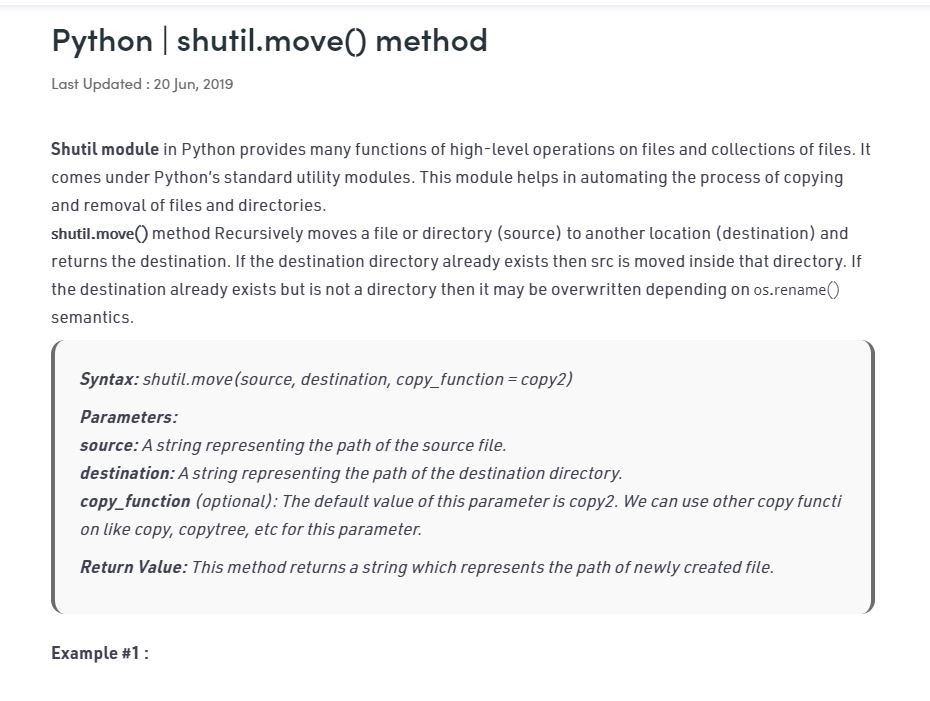 Python | shutil.move() method
Last Updated : 20 Jun, 2019
Shutil module in Python provides many functions of high-level operations on files and collections of files. It
comes under Python’s standard utility modules. This module helps in automating the process of copying
and removal of files and directories.
shutil.move() method Recursively moves a file or directory (source) to another location (destination) and
returns the destination. If the destination directory already exists then src is moved inside that directory. If
the destination already exists but is not a directory then it may be overwritten depending on os.rename()
semantics.
Syntax: shutil.move(source, destination, copy_function = copy2)
Parameters:
source: A string representing the path of the source file.
destination: A string representing the path of the destination directory.
copy_function (optional): The default value of this parameter is copy2. We can use other copy functi
on like copy, copytree, etc for this parameter.
Return Value: This method returns a string which represents the path of newly created file.
Example #1 :